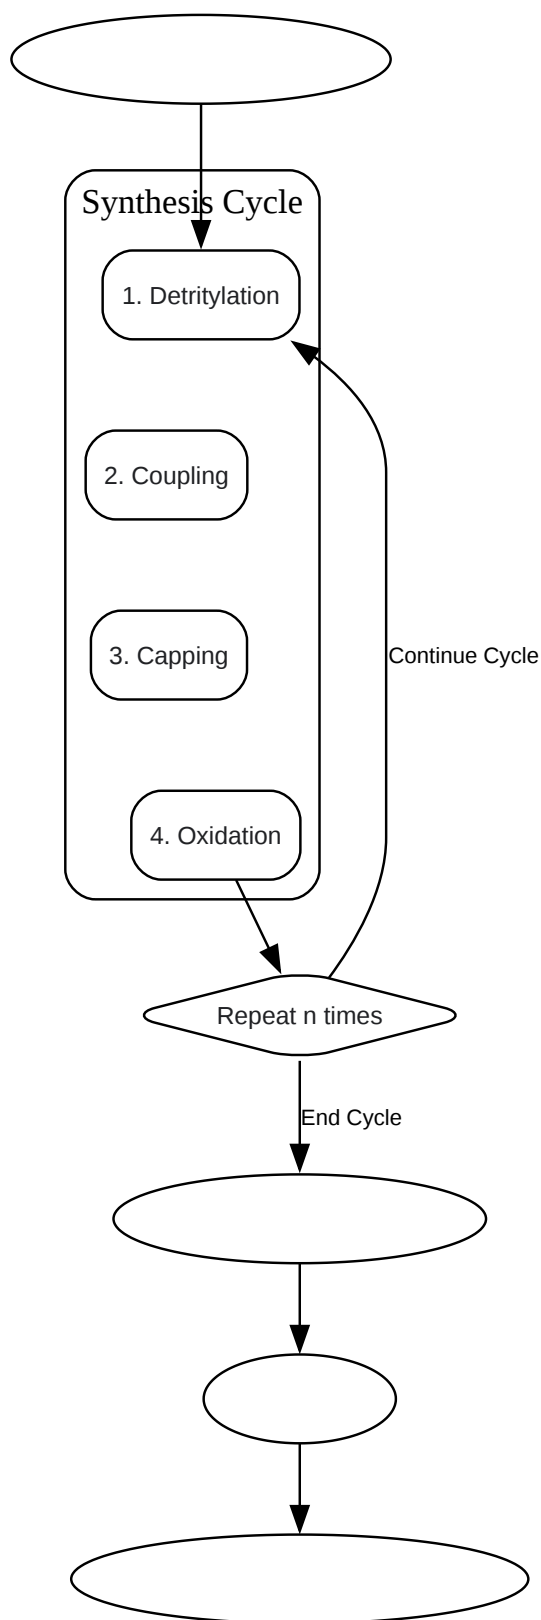 Synthesis Cycle
1. Detritylation
2. Coupling
3. Capping
Continue Cycle
4. Oxidation
Repeat n times
End Cycle